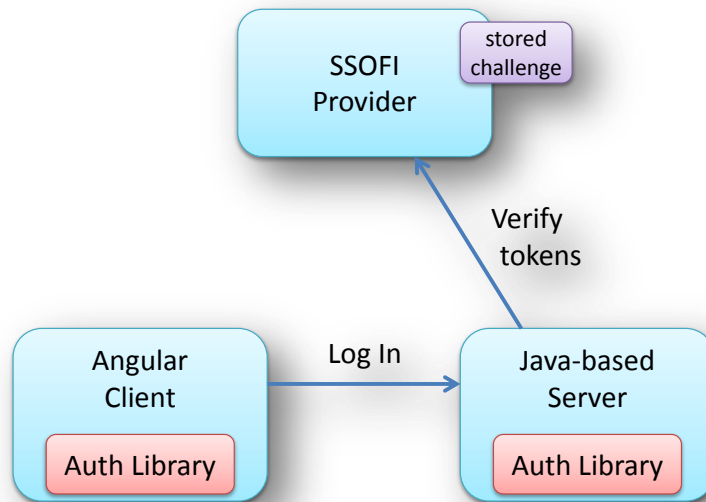 SSOFI
Provider
stored
challenge
Verify
tokens
Angular
Client
Log In
Java-based
Server
Auth Library
Auth Library